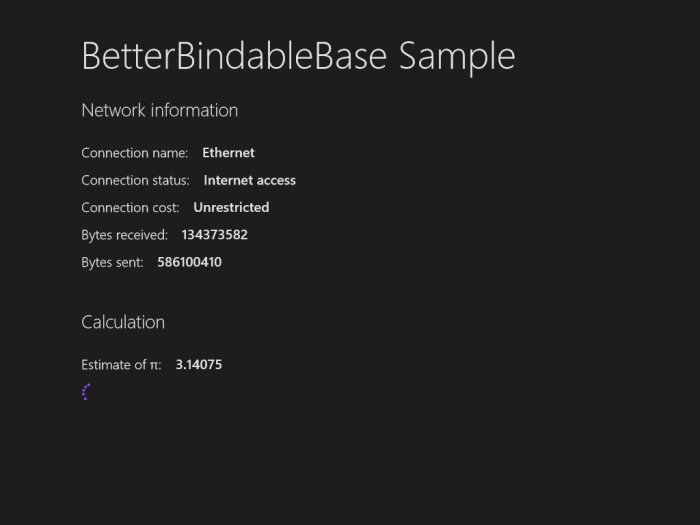 BetterBindableBase Sample
Network information
Connection name: Ethernet
Connection status: Internet access
Connection cost: Unrestricted
Bytes received: 134373582
Bytes sent: 586100410
Calculation
Estimate of π: 3.14075